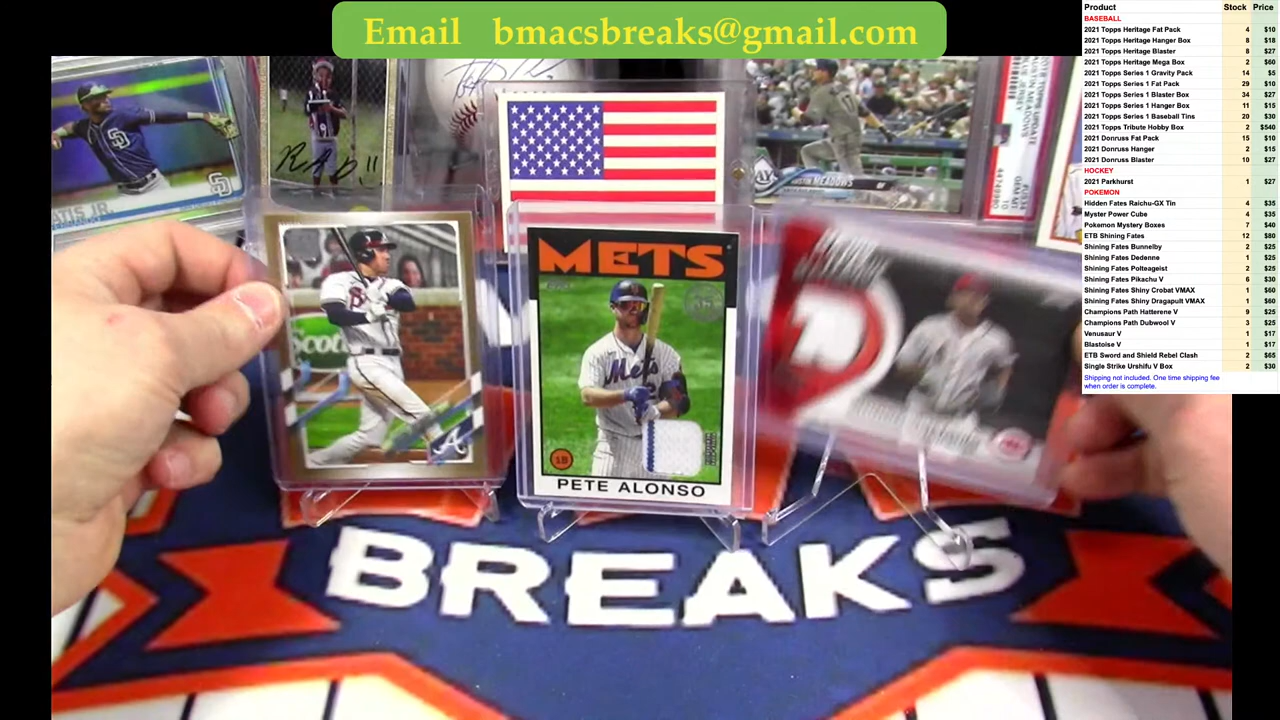 Email bmacsbreaks@gmail.com
Product Stock Price
BASEBALL
2021 Topps Heritage Fat Pack 4 $10
2021 Topps Heritage Hanger Box 8 $18
2021 Topps Heritage Blaster 8 $27
2021 Topps Heritage Mega Box 2 $60
2021 Topps Series 1 Gravity Pack 14 $5
2021 Topps Series 1 Fat Pack 29 $10
2021 Topps Series 1 Blaster Box 34 $27
2021 Topps Series 1 Hanger Box 11 $15
2021 Topps Series 1 Baseball Tins 20 $30
2021 Topps Tribute Hobby Box 2 $540
2021 Donruss Fat Pack 15 $10
2021 Donruss Hanger 2 $15
2021 Donruss Blaster 10 $27
HOCKEY
2021 Parkhurst 1 $27
POKEMON
Hidden Fates Raichu-GX Tin 4 $35
Myster Power Cube 4 $35
Pokemon Mystery Boxes 7 $40
ETB Shining Fates 12 $80
Shining Fates Bunnelby 2 $25
Shining Fates Dedenne 1 $25
Shining Fates Polteageist 2 $25
Shining Fates Pikachu V 6 $30
Shining Fates Shiny Crobat VMAX 1 $60
Shining Fates Shiny Dragapult VMAX 1 $60
Champions Path Hatterene V 9 $25
Champions Path Dubwool V 3 $25
Venusaur V 1 $17
Blastoise V 1 $17
ETB Sword and Shield Rebel Clash 2 $65
Single Strike Urshifu V Box 2 $30
Shipping not included. One time shipping fee
when order is complete.
SD
METS
Mets
1B
PETE ALONSO
A
BREAKS